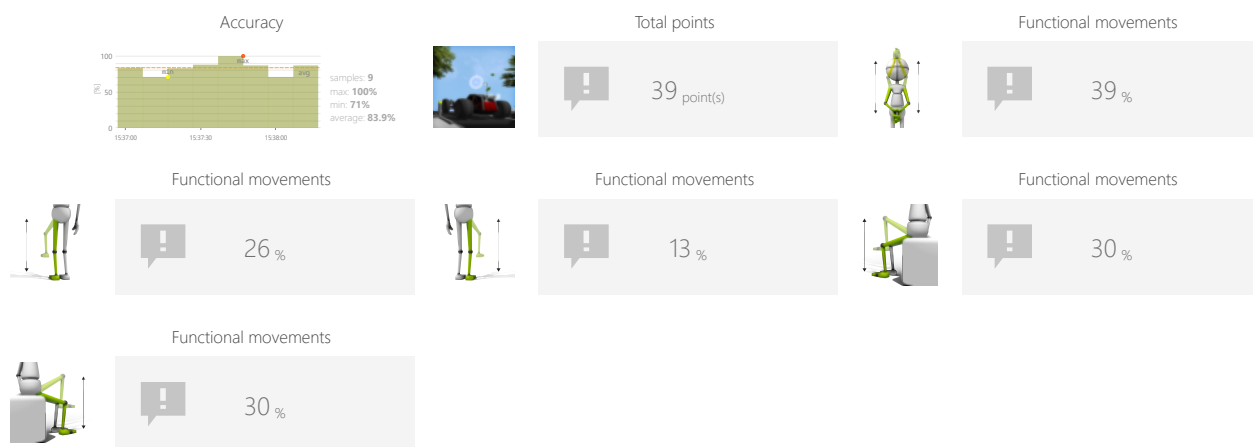 Accuracy
Total points
Functional movements
100
50
0
[%]
min
max
avg
15:37:00
15:37:30
15:38:00
samples: 9
max: 100%
min: 71%
average: 83.9%
39 point(s)
39 %
Functional movements
Functional movements
Functional movements
26 %
13 %
30 %
Functional movements
30 %